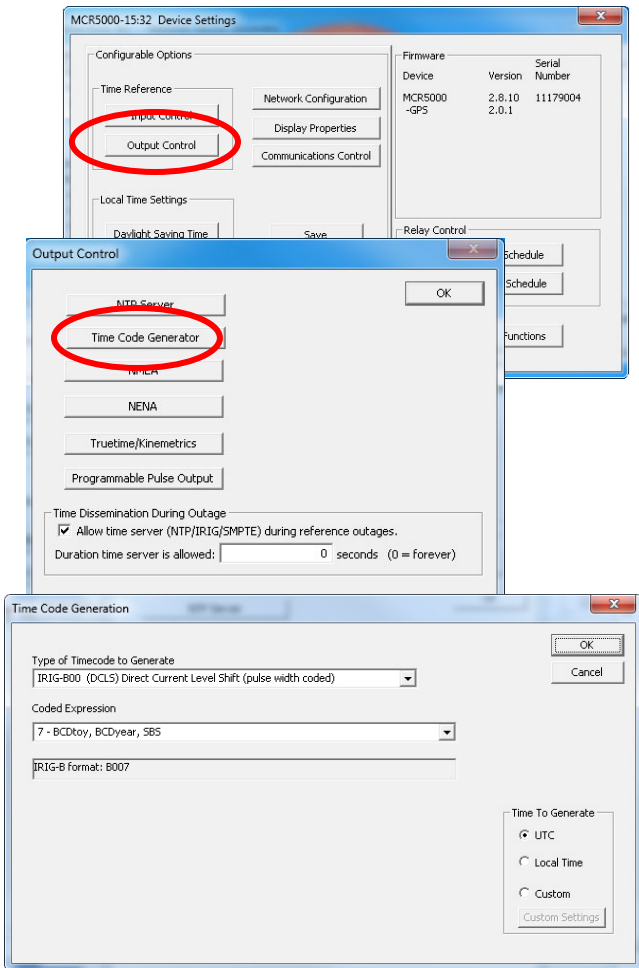 MCR5000-15:32 Device Settings
Configurable Options
Time Reference
Input Control
Output Control
Network Configuration
Display Properties
Communications Control
Local Time Settings
Daylight Saving Time
Save
Firmware
Serial
Device Version Number
MCR5000 2.8.10 11179004
-GPS 2.0.1
Relay Control
Schedule
Schedule
Functions
Output Control
OK
NTP Server
Time Code Generator
NMEA
NENA
Truetime/Kinemetrics
Programmable Pulse Output
Time Dissemination During Outage
Allow time server (NTP/IRIG/SMPTE) during reference outages.
Duration time server is allowed: 0 seconds (0 = forever)
Time Code Generation
OK
Cancel
Type of Timecode to Generate
IRIG-B00 (DCLS) Direct Current Level Shift (pulse width coded)
Coded Expression
7 - BCDtoy, BCDyear, SBS
IRIG-B format: B007
Time To Generate
UTC
Local Time
Custom
Custom Settings